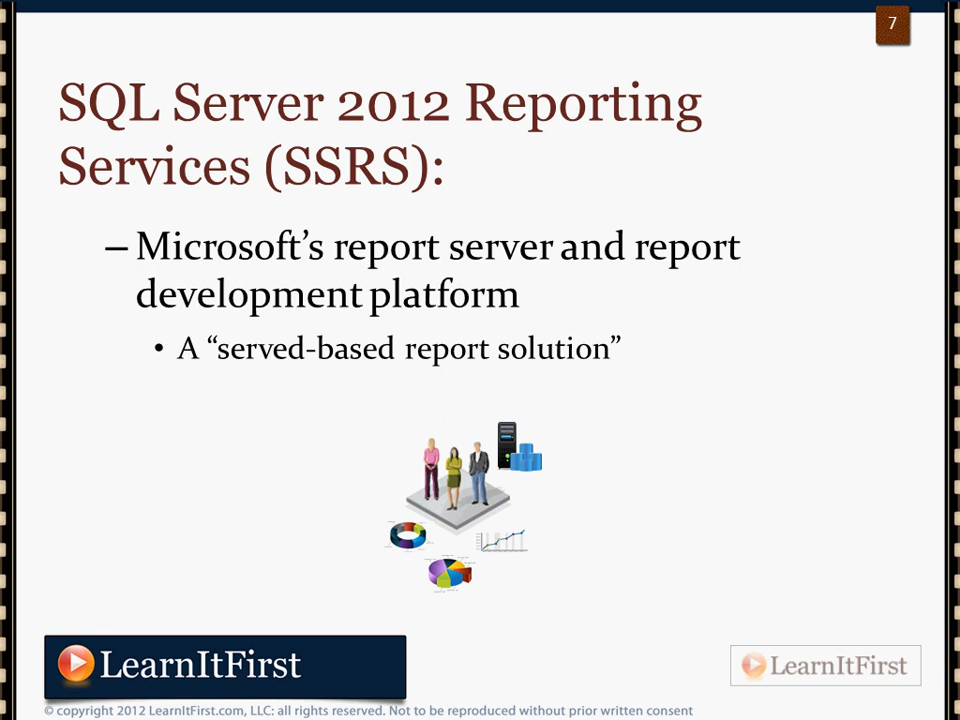 7
SQL Server 2012 Reporting
Services (SSRS):
– Microsoft’s report server and report
development platform
• A “served-based report solution”
LearnItFirst
LearnItFirst
© copyright 2012 LearnItFirst.com, LLC: all rights reserved. Not to be reproduced without prior written consent